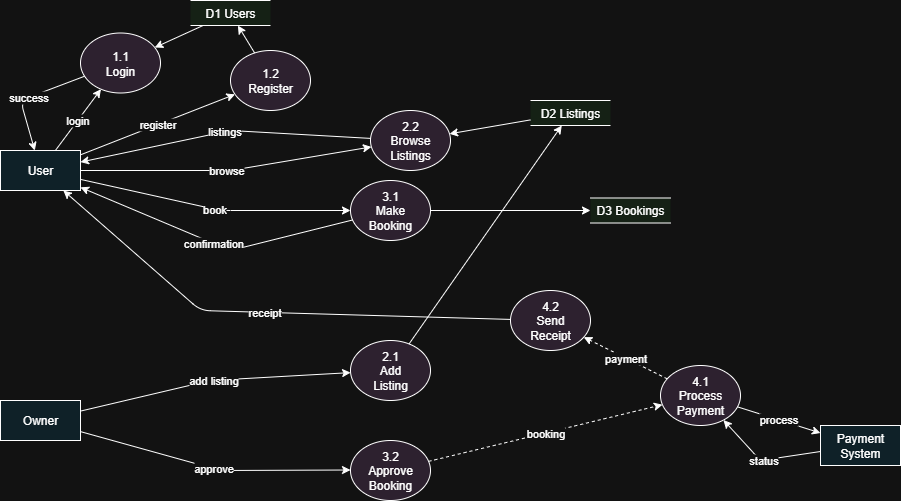 D1 Users
1.1
Login
1.2
Register
success
login
register
listings
2.2
Browse
Listings
D2 Listings
User
browse
book
3.1
Make
Booking
D3 Bookings
confirmation
receipt
4.2
Send
Receipt
payment
add listing
2.1
Add
Listing
4.1
Process
Payment
Owner
process
booking
Payment
System
status
approve
3.2
Approve
Booking